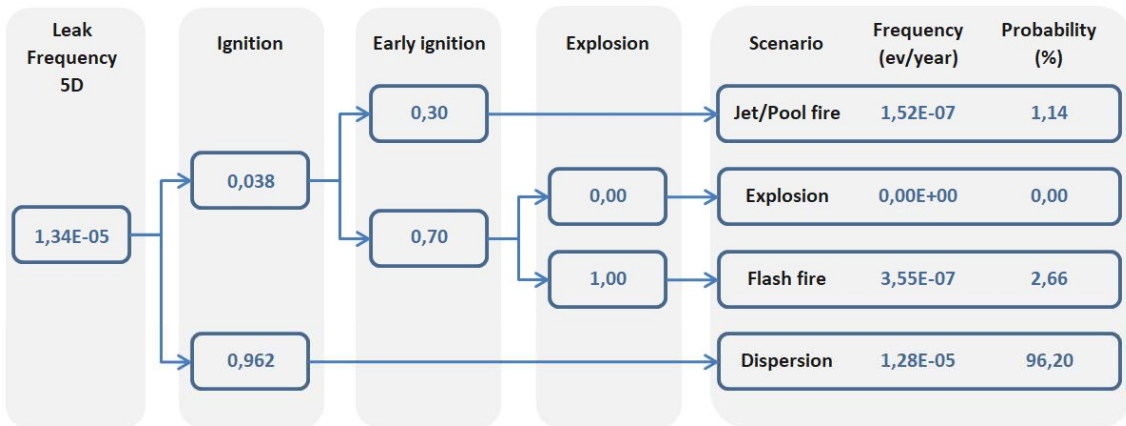 Leak
Frequency
5D
Ignition
Early ignition
Explosion
Scenario
Frequency
(ev/year)
Probability
(%)
0,30
Jet/Pool fire 1,52E-07 1,14
0,038
0,00
Explosion 0,00E+00 0,00
1,34E-05
0,70
1,00
Flash fire 3,55E-07 2,66
0,962
Dispersion 1,28E-05 96,20